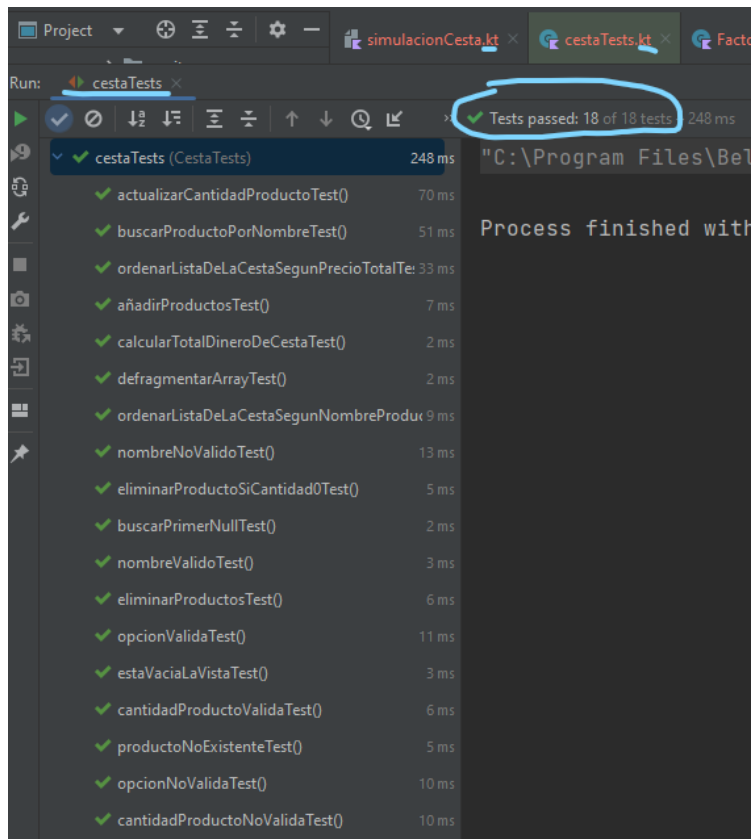 Project
simulacionCesta.kt
cestaTests.kt
Facto
Run:
cestaTests
Tests passed: 18 of 18 tests – 248 ms
cestaTests (CestaTests) 248 ms
"C:\Program Files\Bel
actualizarCantidadProductoTest() 70 ms
buscarProductoPorNombreTest() 51 ms
Process finished with
ordenarListaDeLaCestaSegunPrecioTotalTe: 33 ms
añadirProductosTest() 7 ms
calcularTotalDineroDeCestaTest() 2 ms
defragmentarArrayTest() 2 ms
ordenarListaDeLaCestaSegunNombreProduc 9 ms
nombreNoValidoTest() 13 ms
eliminarProductoSiCantidad0Test() 5 ms
buscarPrimerNullTest() 2 ms
nombreValidoTest() 3 ms
eliminarProductosTest() 6 ms
opcionValidaTest() 11 ms
estaVaciaLaVistaTest() 3 ms
cantidadProductoValidaTest() 6 ms
productoNoExistenteTest() 5 ms
opcionNoValidaTest() 10 ms
cantidadProductoNoValidaTest() 10 ms